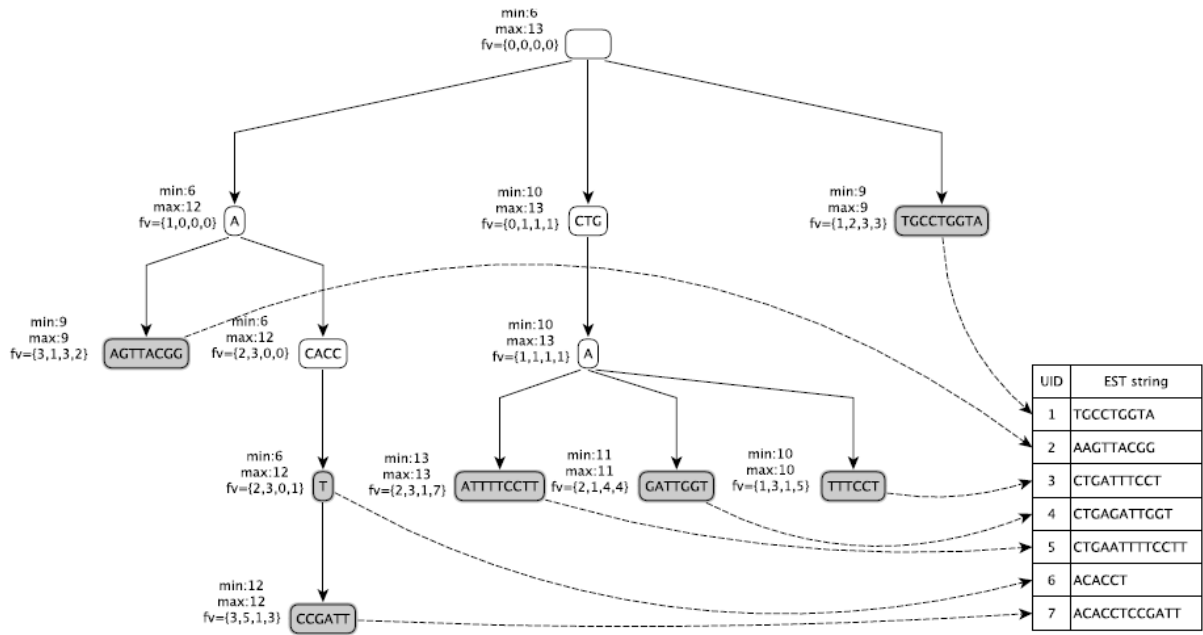 min:6
max:13
fv={0,0,0,0}
min:6
max:12
fv={1,0,0,0}
A
min:10
max:13
fv={0,1,1,1}
CTG
min:9
max:9
fv={1,2,3,3}
TGCCTGGTA
min:9
max:9
fv={3,1,3,2}
AGTTACGG
min:6
max:12
fv={2,3,0,0}
CACC
min:10
max:13
fv={1,1,1,1}
A
min:6
max:12
fv={2,3,0,1}
T
min:13
max:13
fv={2,3,1,7}
ATTTTCCTT
min:11
max:11
fv={2,1,4,4}
GATTGGT
min:10
max:10
fv={1,3,1,5}
TTTCCT
min:12
max:12
fv={3,5,1,3}
CCGATT
UID EST string
1 TGCCTGGTA
2 AAGTTACGG
3 CTGATTTCCT
4 CTGAGATTGGT
5 CTGAATTTTCCTT
6 ACACCT
7 ACACCTCCGATT